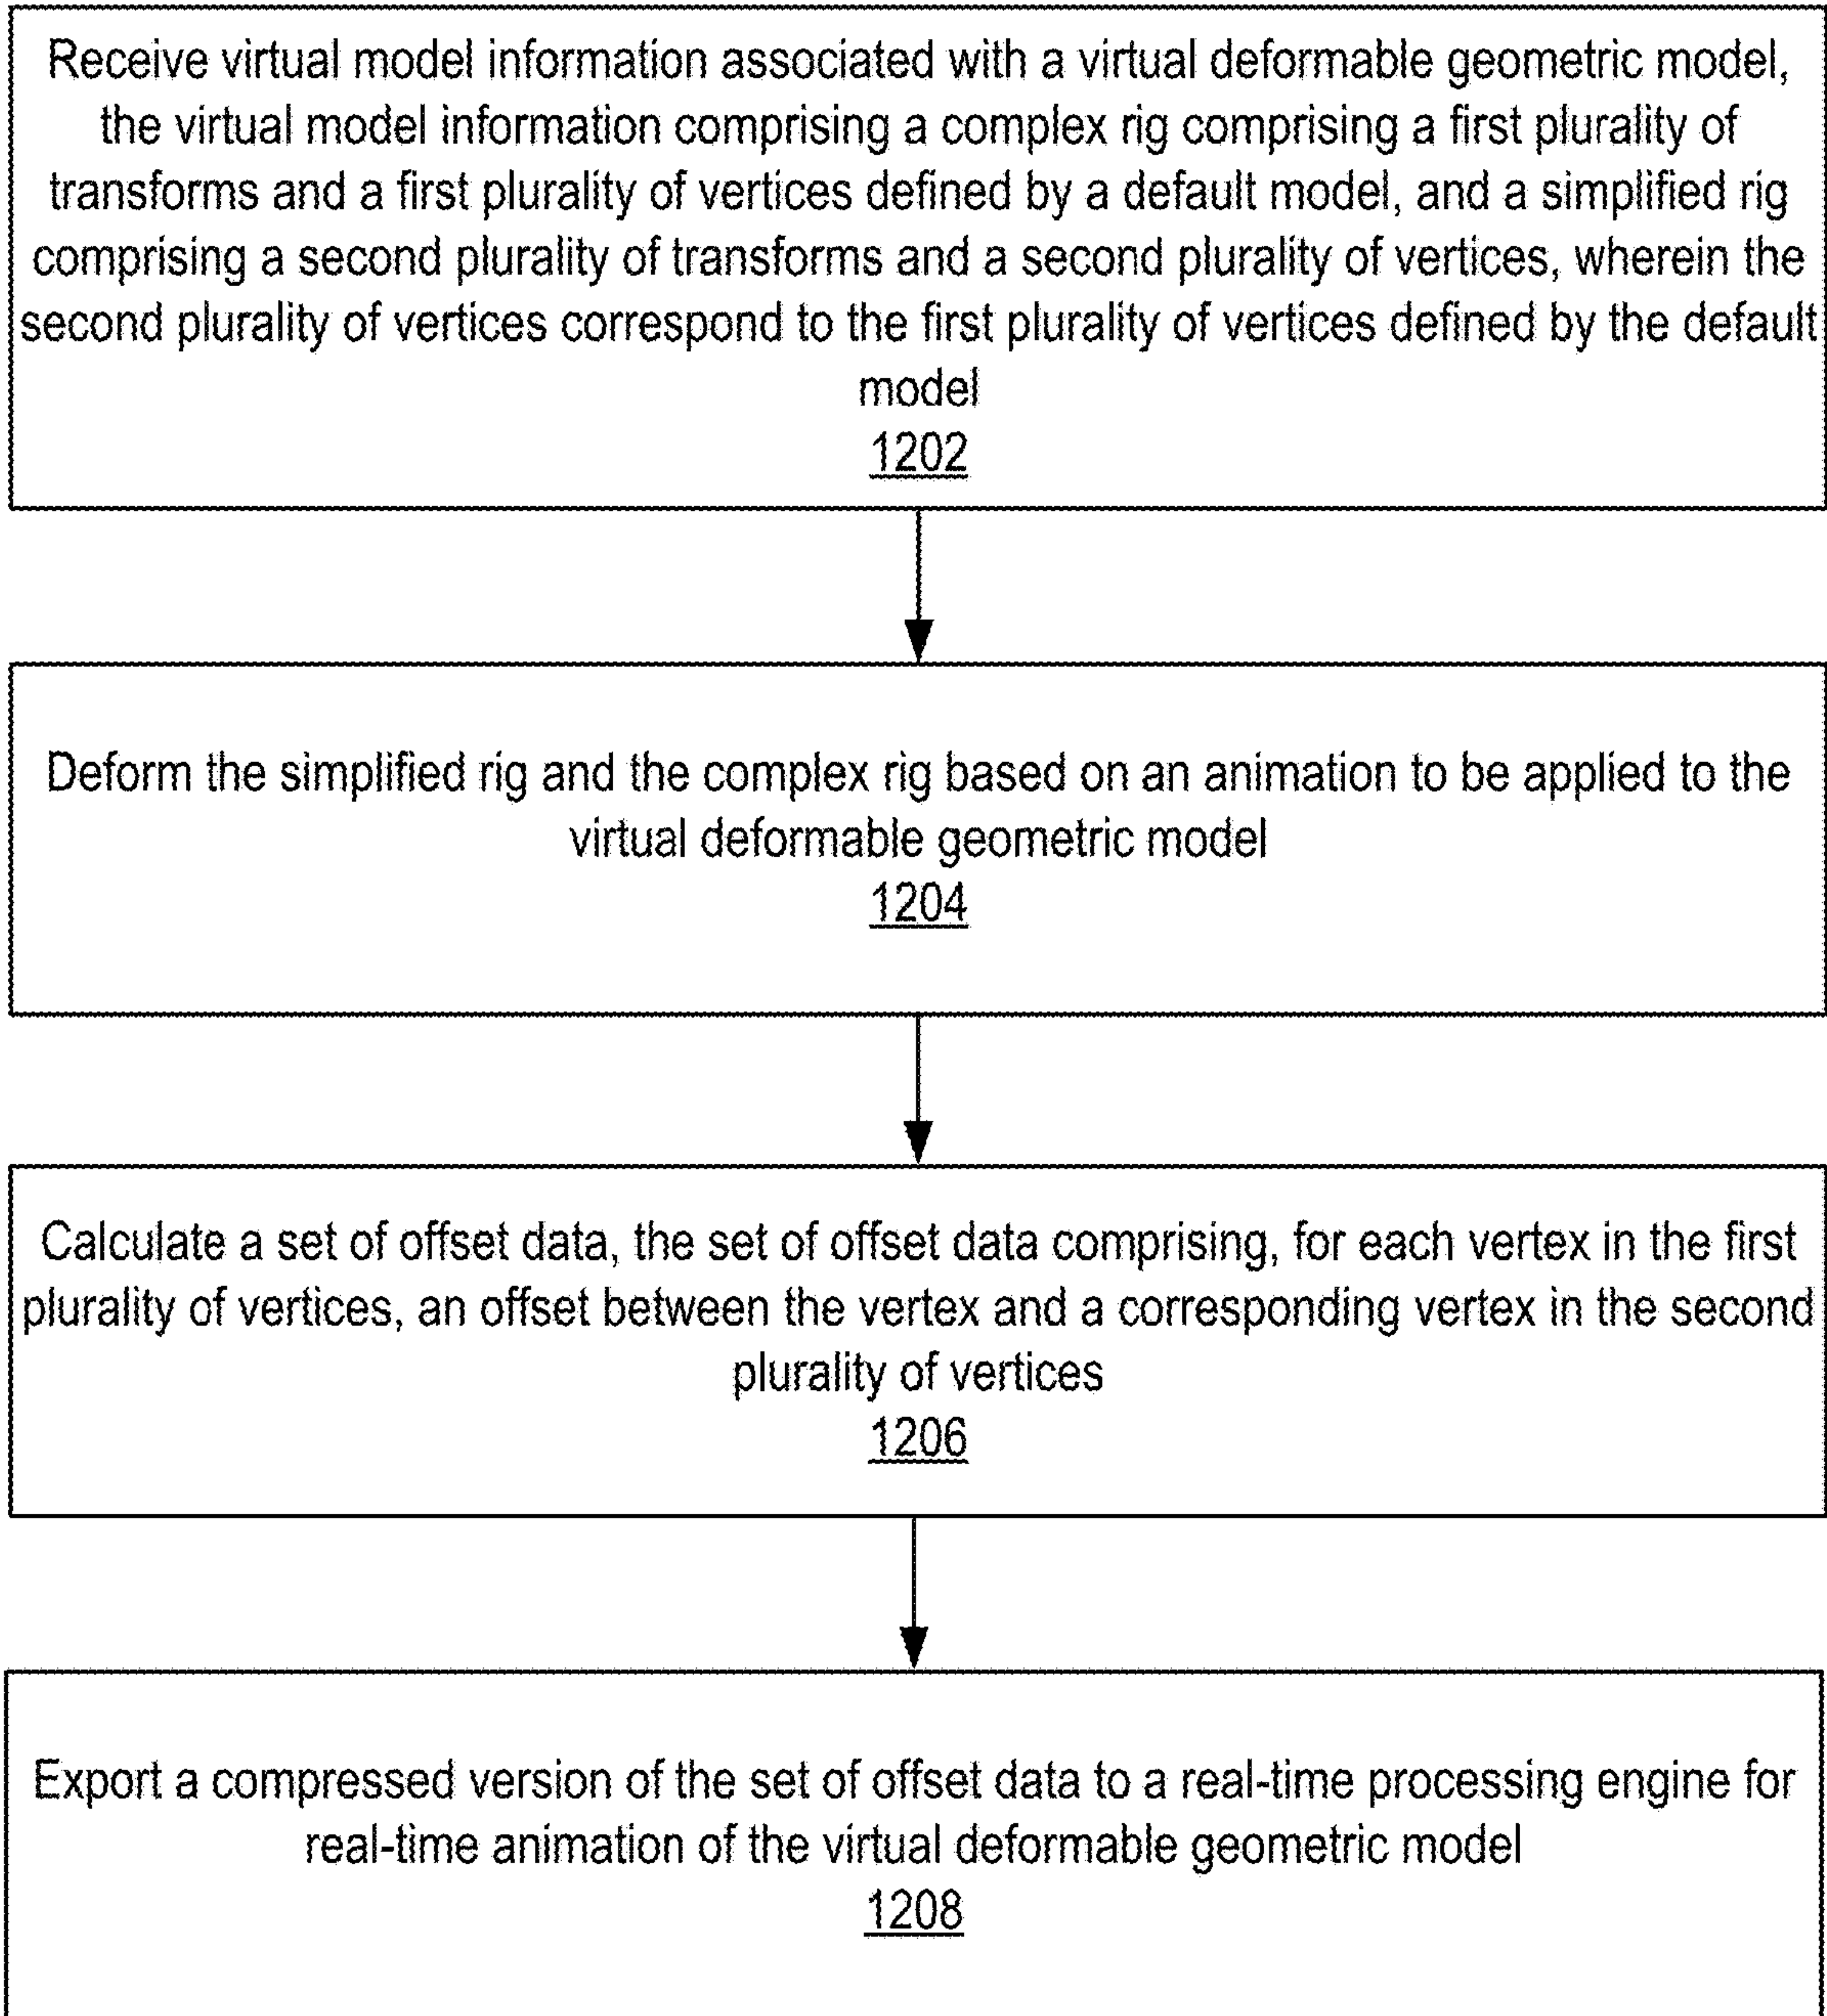 Receive virtual model information associated with a virtual deformable geometric model,
the virtual model information comprising a complex rig comprising a first plurality of
transforms and a first plurality of vertices defined by a default model, and a simplified rig
comprising a second plurality of transforms and a second plurality of vertices, wherein the
second plurality of vertices correspond to the first plurality of vertices defined by the default
model
1202
Deform the simplified rig and the complex rig based on an animation to be applied to the
virtual deformable geometric model
1204
Calculate a set of offset data, the set of offset data comprising, for each vertex in the first
plurality of vertices, an offset between the vertex and a corresponding vertex in the second
plurality of vertices
1206
Export a compressed version of the set of offset data to a real-time processing engine for
real-time animation of the virtual deformable geometric model
1208